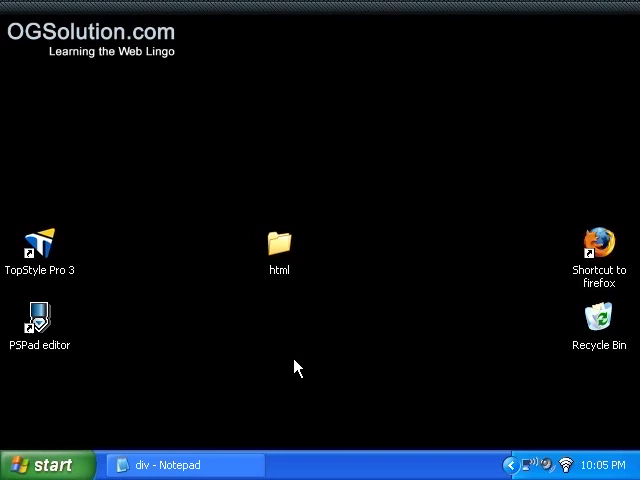 OGSolution.com
Learning the Web Lingo
TopStyle Pro 3
html
Shortcut to
firefox
PSPad editor
Recycle Bin
start
div - Notepad
10:05 PM